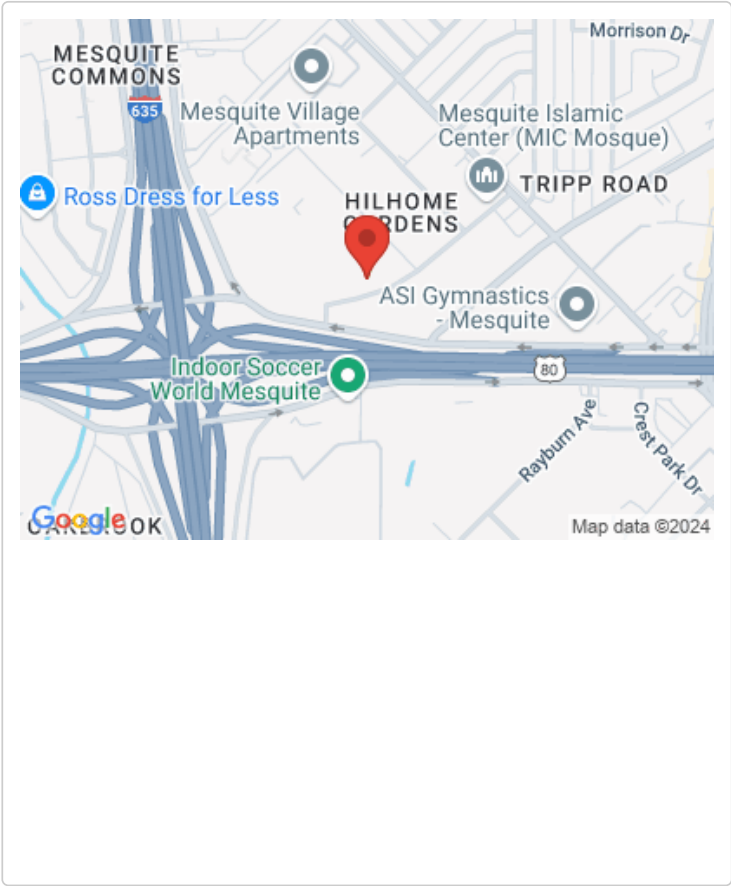 Morrison Dr
MESQUITE
COMMONS
635
Mesquite Village
Apartments
Mesquite Islamic
Center (MIC Mosque)
Ross Dress for Less
TRIPP ROAD
HILHOME
GARDENS
ASI Gymnastics
- Mesquite
Indoor Soccer
World Mesquite
80
Rayburn Ave
Crest Park Dr
Google
Map data ©2024